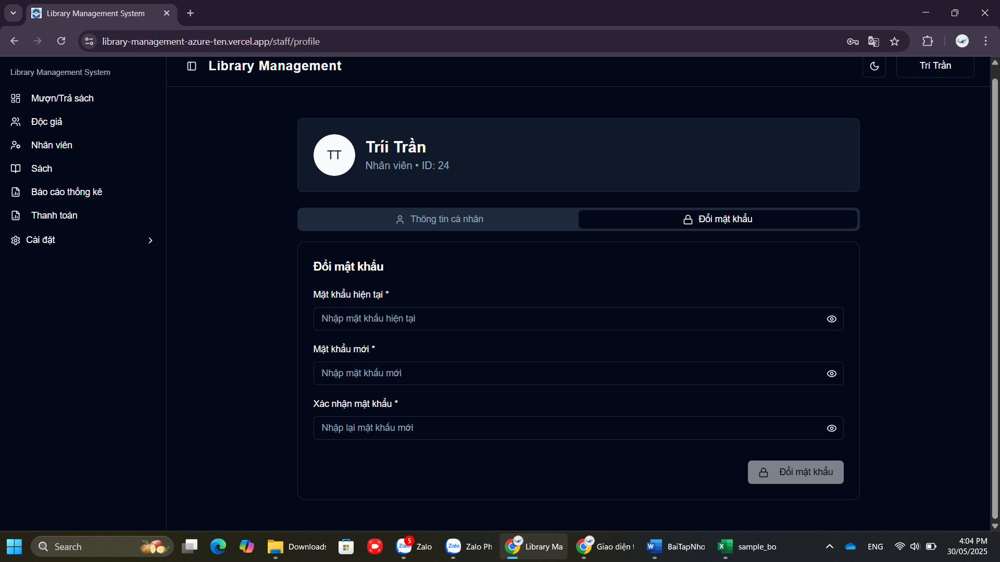 Library Management System
library-management-azure-ten.vercel.app/staff/profile
Library Management System
Library Management
Trí Trần
Mượn/Trả sách
Độc giả
Nhân viên
Sách
Báo cáo thống kê
Thanh toán
Cài đặt
TT
Tríi Trần
Nhân viên • ID: 24
Thông tin cá nhân
Đổi mật khẩu
Đổi mật khẩu
Mật khẩu hiện tại *
Nhập mật khẩu hiện tại
Mật khẩu mới *
Nhập mật khẩu mới
Xác nhận mật khẩu *
Nhập lại mật khẩu mới
Đổi mật khẩu
Search
Downloads
Zalo
5
Zalo
Zalo
Zalo Ph
Library Ma
Giao diện t
W
BaiTapNho
X
sample_bo
ENG
4:04 PM
30/05/2025